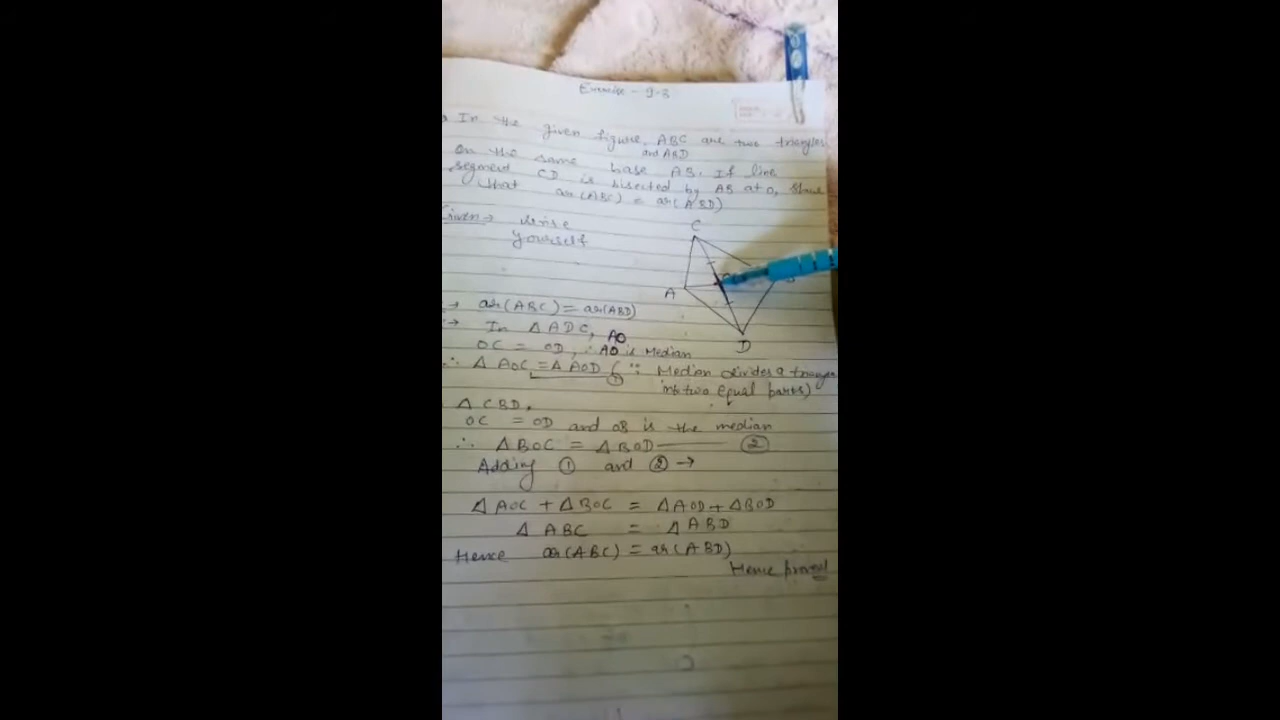 Exercise - 9.3
In the given figure, ABC are two triangles
and ABD
on the same base AB. If line
segment CD is bisected by AB at O, Show
that ar(ABC) = ar(ABD)
Given →
yourself
C
A
D
→ ar(ABC) = ar(ABD)
→ In Δ ADC, AO
OC = OD, ∴ AO is Median
∴ Δ AOC = Δ AOD (∵ Median divides a triangle
1
into two equal parts)
Δ CBD,
OC = OD and OB is the median
∴ Δ BOC = Δ BOD — 2
Adding 1 and 2 →
Δ AOC + Δ BOC = Δ AOD + Δ BOD
Δ ABC = Δ ABD
Hence ar(ABC) = ar(ABD)
Hence proved